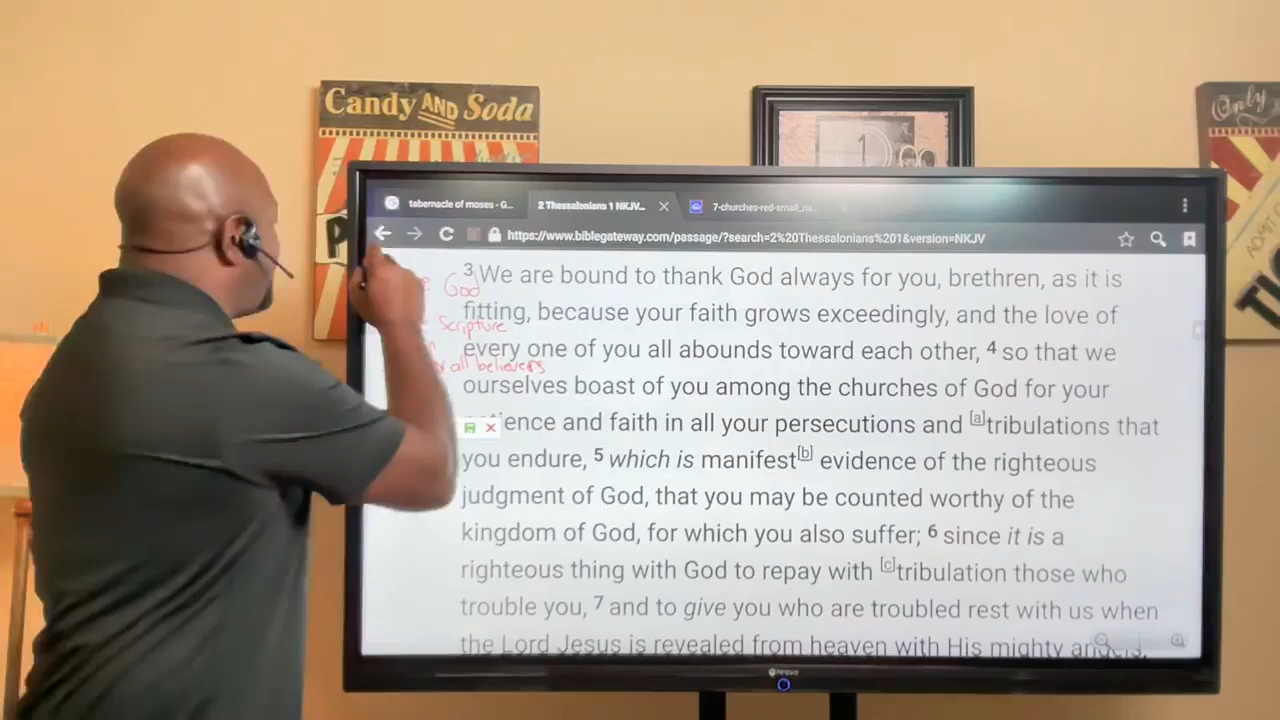 Candy AND Soda
Only
ADMIT
tabernacle of moses - G...
2 Thessalonians 1 NKJV...
7-churches-red-small_na...
https://www.biblegateway.com/passage/?search=2%20Thessalonians%201&version=NKJV
3 We are bound to thank God always for you, brethren, as it is
God
fitting, because your faith grows exceedingly, and the love of
Scripture
every one of you all abounds toward each other, 4 so that we
all believers
ourselves boast of you among the churches of God for your
ence and faith in all your persecutions and [a]tribulations that
you endure, 5 which is manifest[b] evidence of the righteous
judgment of God, that you may be counted worthy of the
kingdom of God, for which you also suffer; 6 since it is a
righteous thing with God to repay with [c]tribulation those who
trouble you, 7 and to give you who are troubled rest with us when
the Lord Jesus is revealed from heaven with His mighty angels,